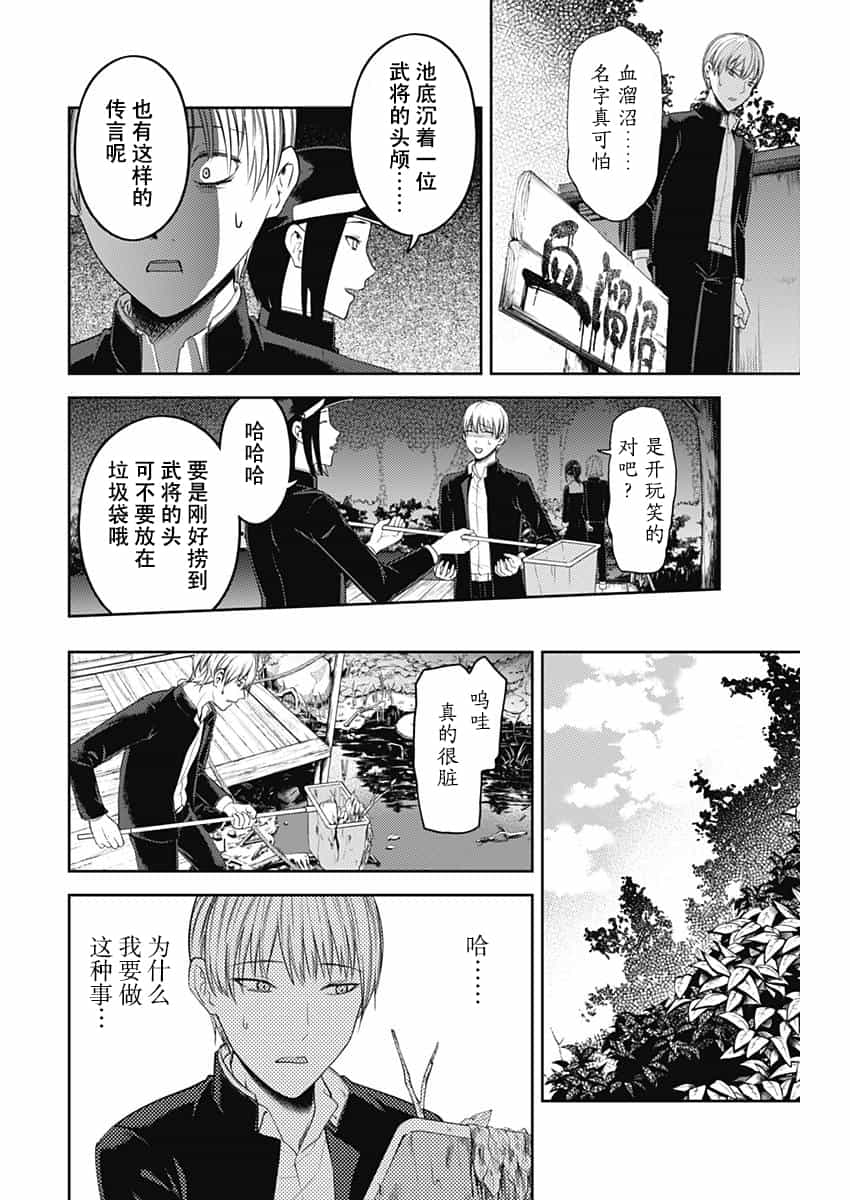 血溜沼……
名字真可怕
血溜沼
池底沉着一位
武将的头颅……
也有这样的
传言呢
是开玩笑的
对吧？
哈哈哈
要是刚好捞到
武将的头
可不要放在
垃圾袋哦
呜哇
真的很脏
哈……
为什么
我要做
这种事…